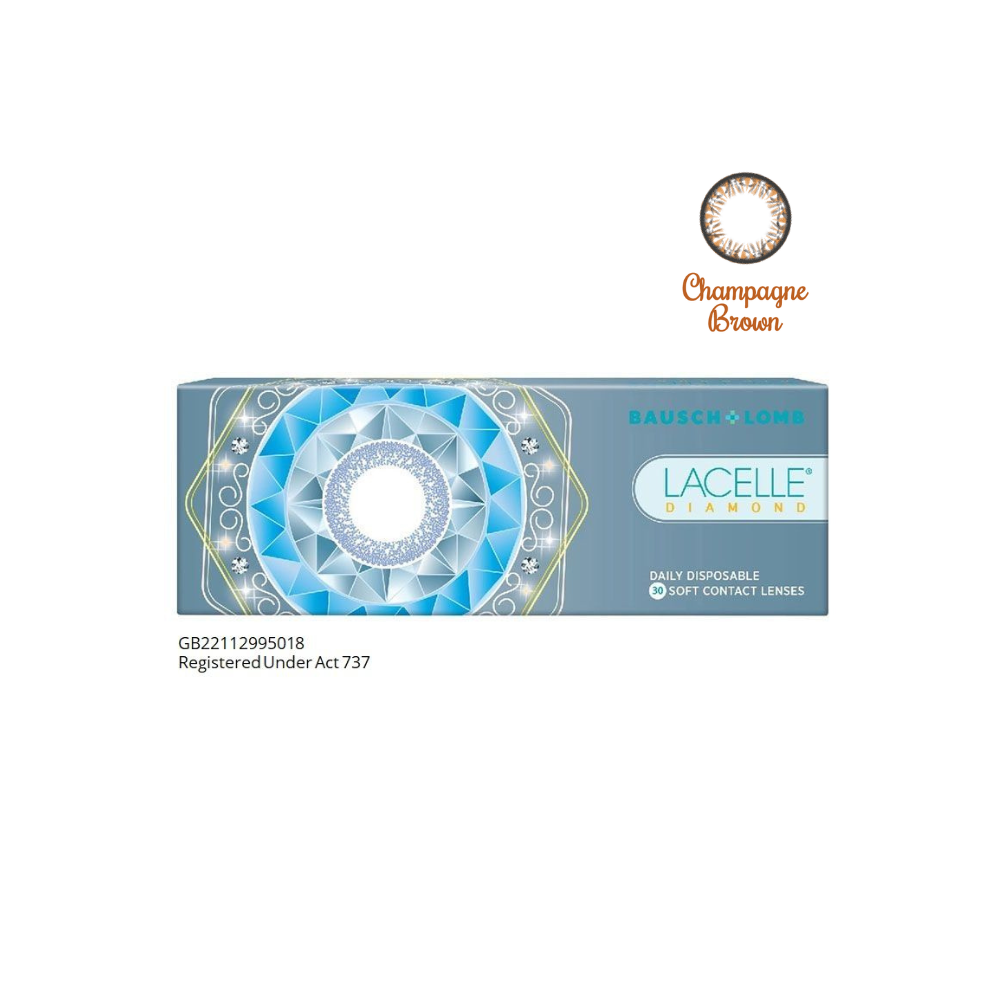 Champagne
Brown
BAUSCH + LOMB
LACELLE®
DIAMOND
DAILY DISPOSABLE
30 SOFT CONTACT LENSES
GB22112995018
Registered Under Act 737